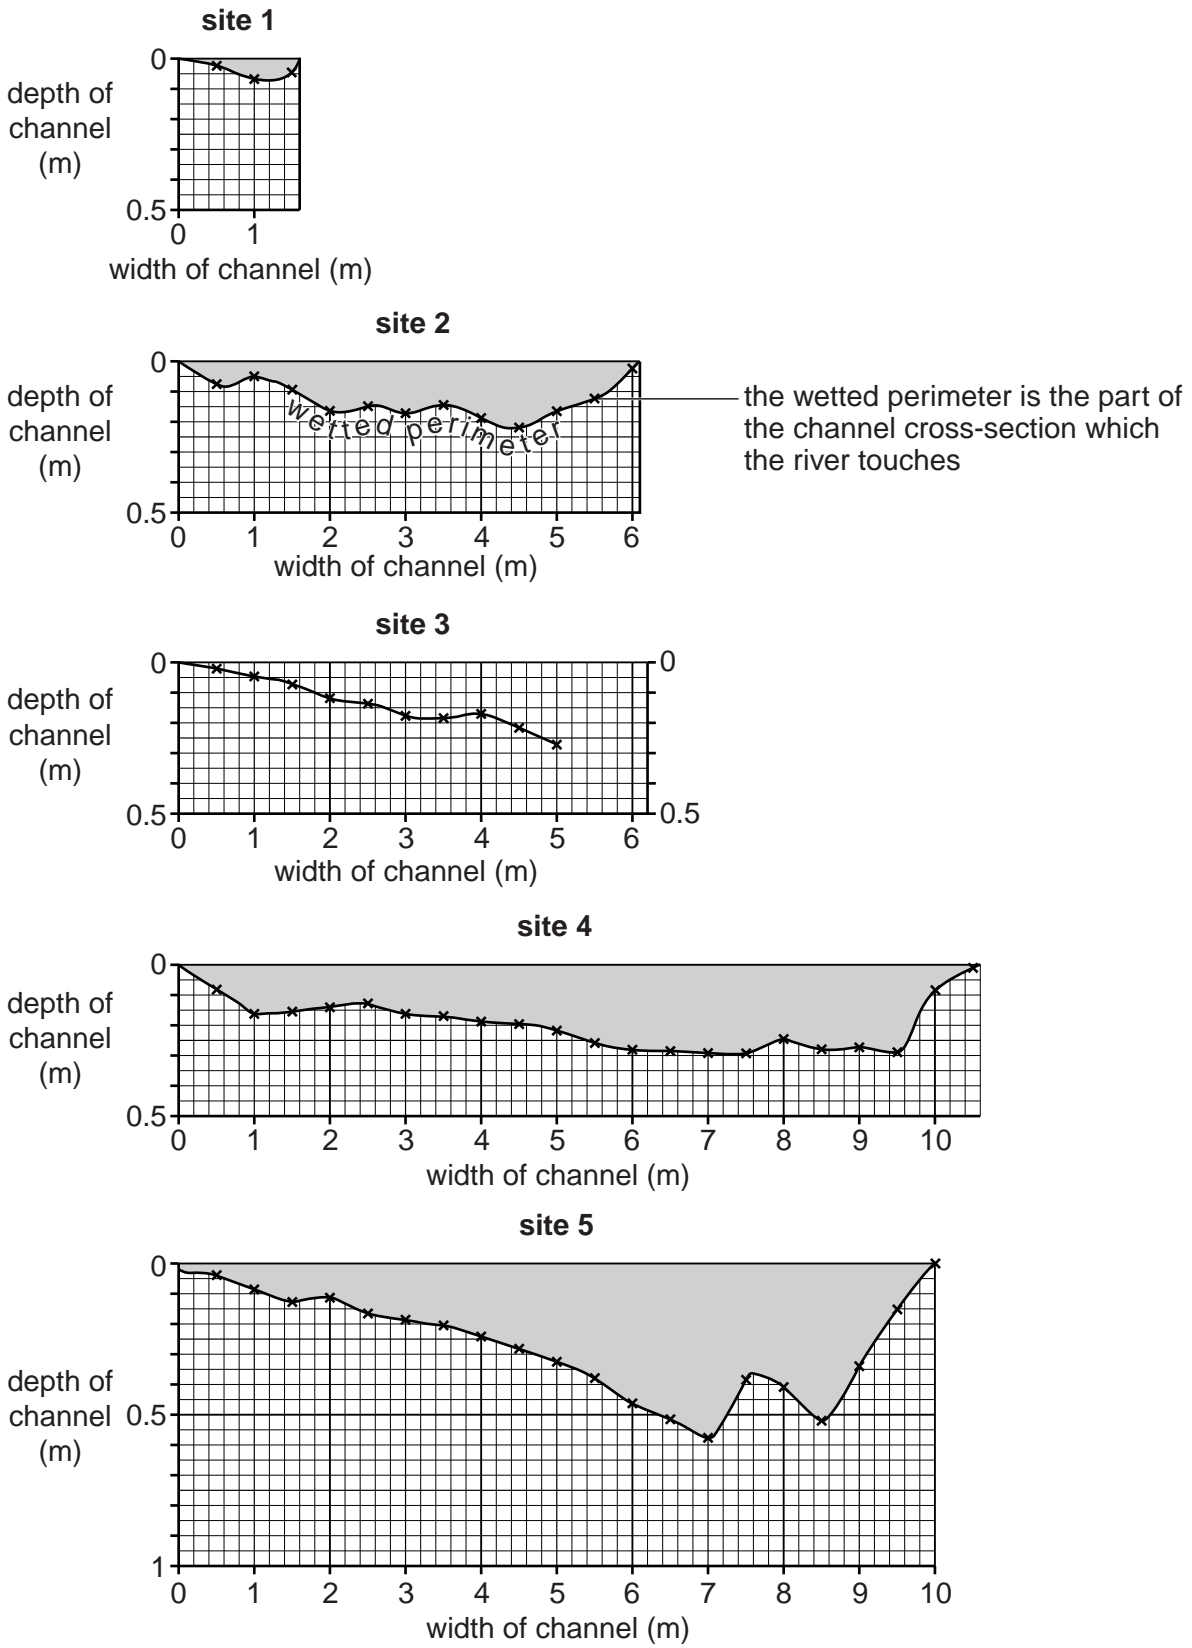 site 1
0
depth of
channel
(m)
0.5
0 1
width of channel (m)
site 2
0
depth of
channel
(m)
wetted perimeter
the wetted perimeter is the part of
the channel cross-section which
the river touches
0.5
0 1 2 3 4 5 6
width of channel (m)
site 3
0 0
depth of
channel
(m)
0.5 0.5
0 1 2 3 4 5 6
width of channel (m)
site 4
0
depth of
channel
(m)
0.5
0 1 2 3 4 5 6 7 8 9 10
width of channel (m)
site 5
0
depth of
channel
(m)
0.5
1
0 1 2 3 4 5 6 7 8 9 10
width of channel (m)